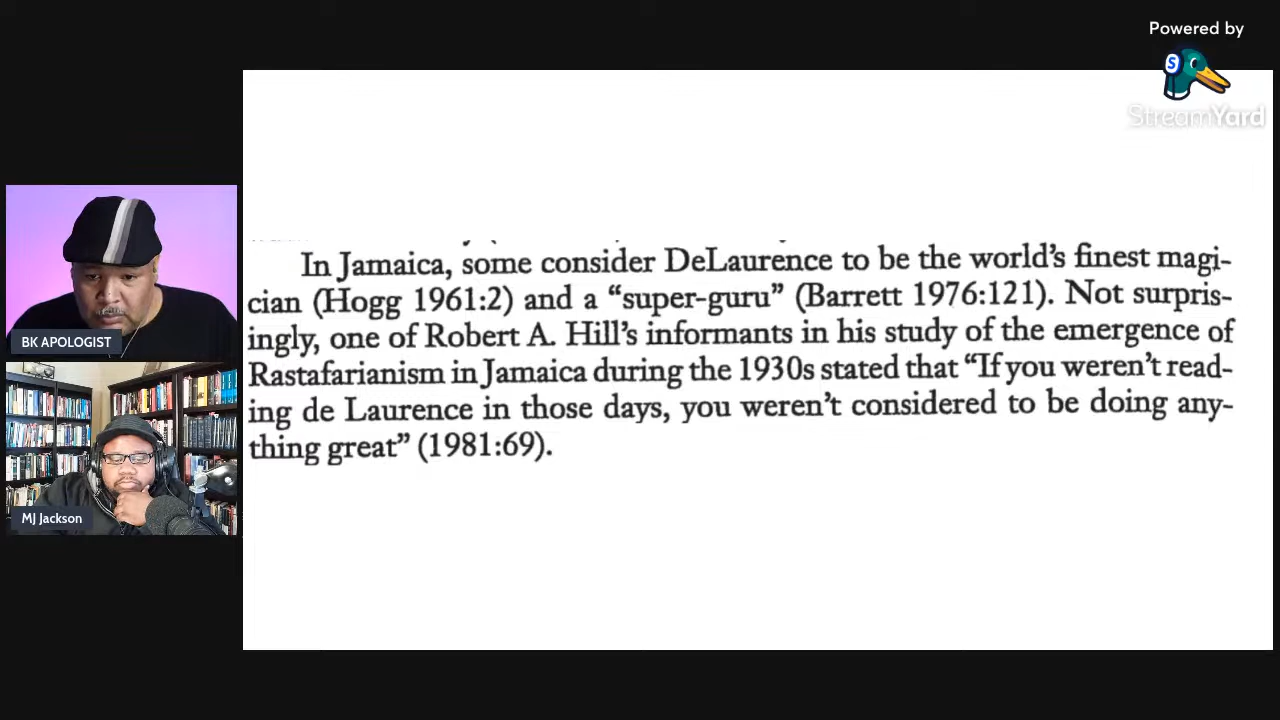 Powered by
StreamYard
In Jamaica, some consider DeLaurence to be the world's finest magi-
cian (Hogg 1961:2) and a “super-guru” (Barrett 1976:121). Not surpris-
ingly, one of Robert A. Hill's informants in his study of the emergence of
Rastafarianism in Jamaica during the 1930s stated that “If you weren't read-
ing de Laurence in those days, you weren't considered to be doing any-
thing great” (1981:69).
BK APOLOGIST
MJ Jackson